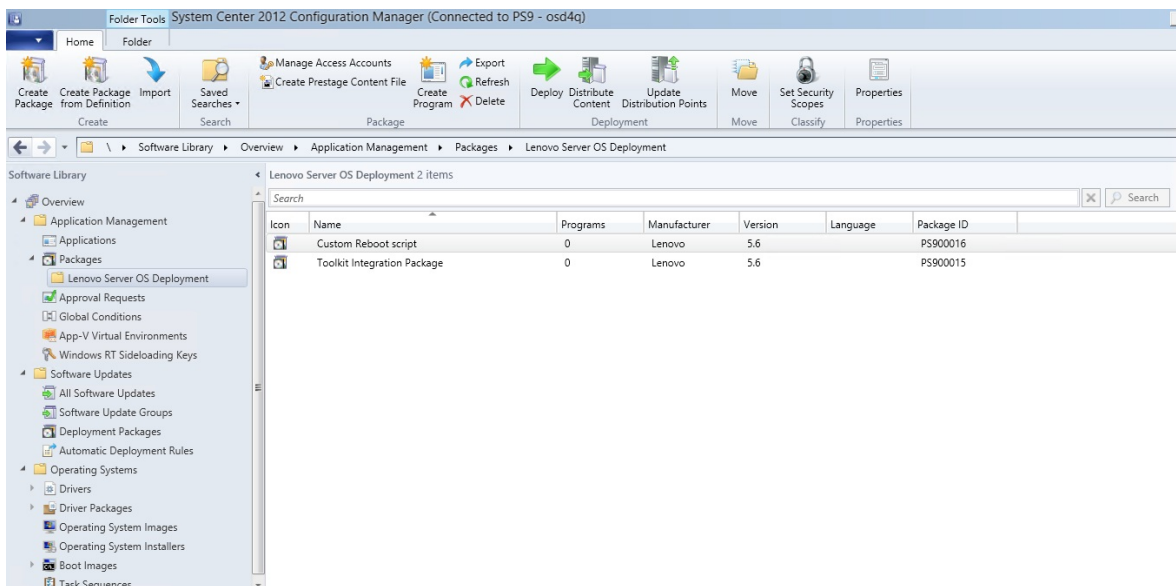 Folder Tools System Center 2012 Configuration Manager (Connected to PS9 - osd4q)
Home Folder
Create Package
Create Package from Definition
Import
Saved Searches
Manage Access Accounts
Create Prestage Content File
Create Program
Export
Refresh
Delete
Deploy
Distribute Content
Update Distribution Points
Move
Set Security Scopes
Properties
Create Search Package Deployment Move Classify Properties
\ Software Library Overview Application Management Packages Lenovo Server OS Deployment
Software Library
Overview
Application Management
Applications
Packages
Lenovo Server OS Deployment
Approval Requests
Global Conditions
App-V Virtual Environments
Windows RT Sideloading Keys
Software Updates
All Software Updates
Software Update Groups
Deployment Packages
Automatic Deployment Rules
Operating Systems
Drivers
Driver Packages
Operating System Images
Operating System Installers
Boot Images
Task Sequences
Lenovo Server OS Deployment 2 items
Search Search
Icon Name Programs Manufacturer Version Language Package ID
Custom Reboot script 0 Lenovo 5.6 PS900016
Toolkit Integration Package 0 Lenovo 5.6 PS900015